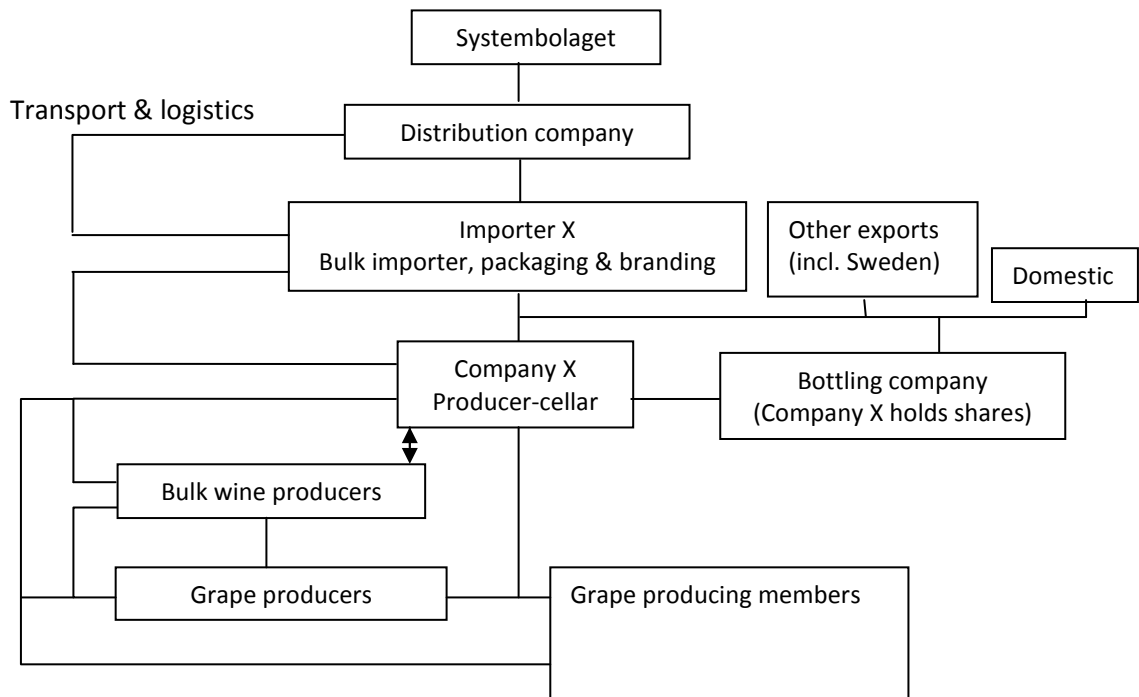 Systembolaget
Transport & logistics
Distribution company
Importer X
Bulk importer, packaging & branding
Other exports
(incl. Sweden)
Domestic
Company X
Producer-cellar
Bottling company
(Company X holds shares)
Bulk wine producers
Grape producers
Grape producing members